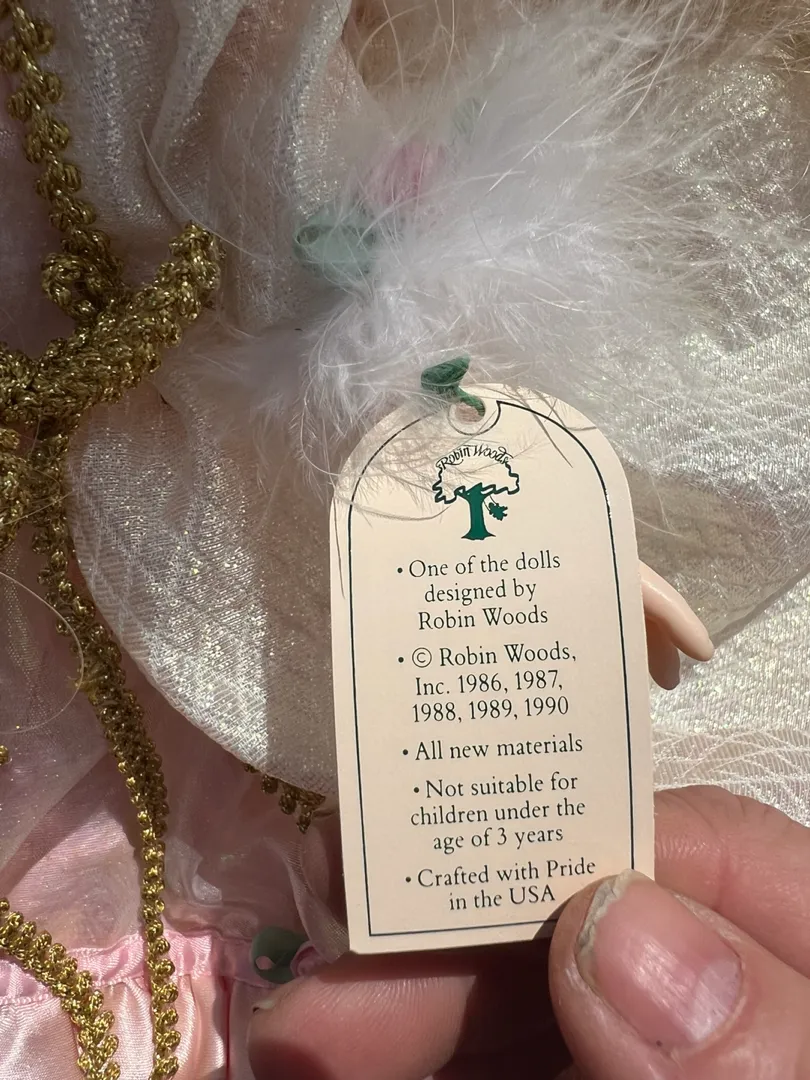 Robin Woods
• One of the dolls
designed by
Robin Woods
• © Robin Woods,
Inc. 1986, 1987,
1988, 1989, 1990
• All new materials
• Not suitable for
children under the
age of 3 years
• Crafted with Pride
in the USA